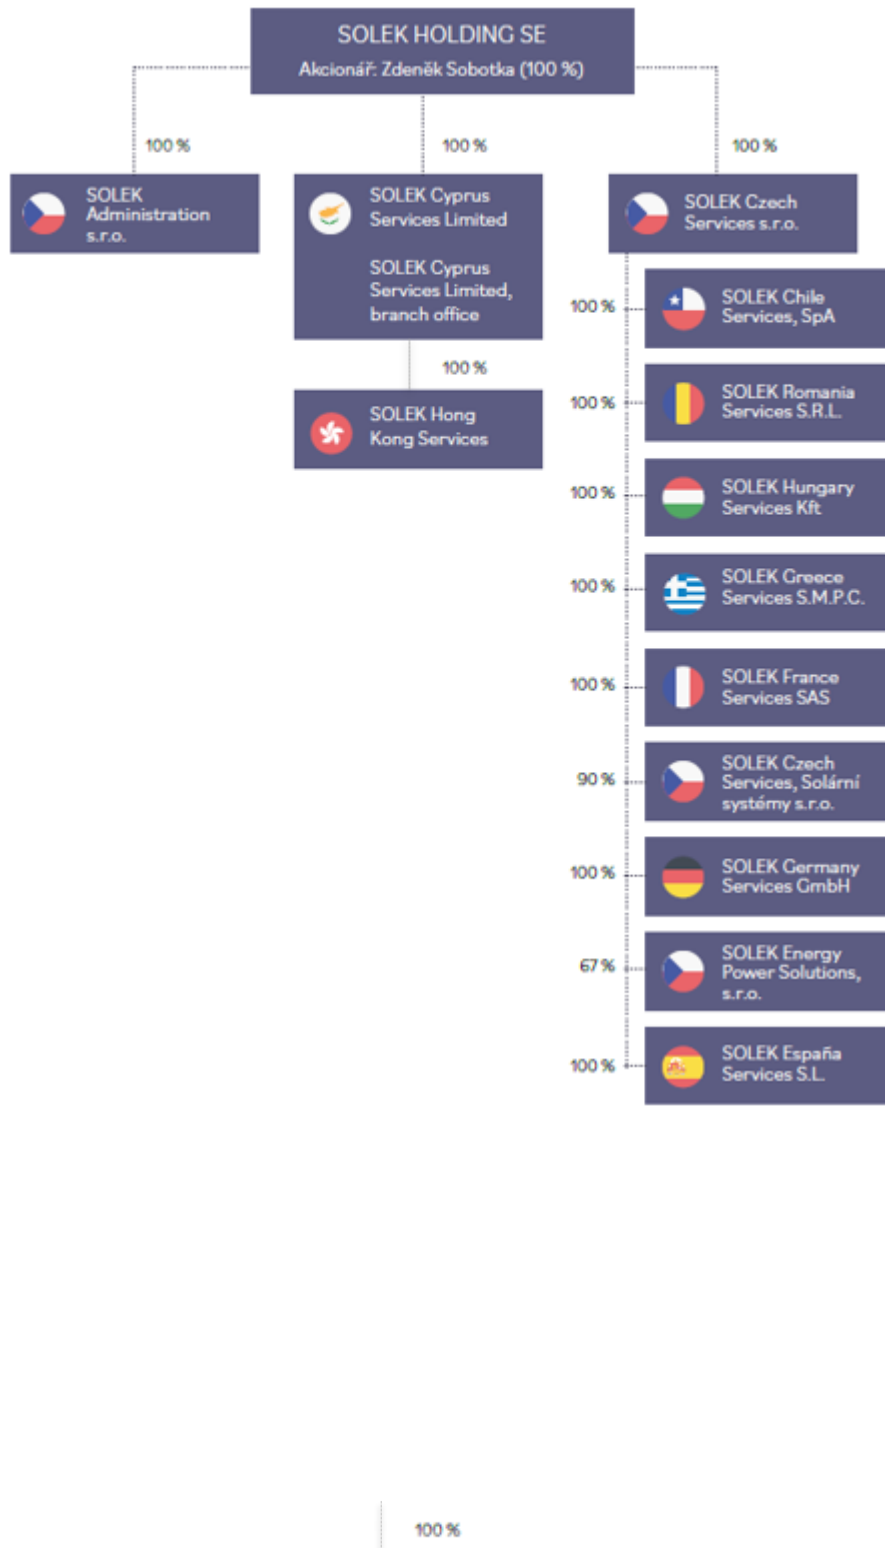 SOLEK HOLDING SE
Akcionář: Zdeněk Sobotka (100 %)
100 %
100 %
100 %
SOLEK
Administration
s.r.o.
SOLEK Cyprus
Services Limited
SOLEK Cyprus
Services Limited,
branch office
100 %
SOLEK Hong
Kong Services
SOLEK Czech
Services s.r.o.
100 %
SOLEK Chile
Services, SpA
100 %
SOLEK Romania
Services S.R.L.
100 %
SOLEK Hungary
Services Kft
100 %
SOLEK Greece
Services S.M.P.C.
100 %
SOLEK France
Services SAS
90 %
SOLEK Czech
Services, Solární
systémy s.r.o.
100 %
SOLEK Germany
Services GmbH
67 %
SOLEK Energy
Power Solutions,
s.r.o.
100 %
SOLEK España
Services S.L.
100 %